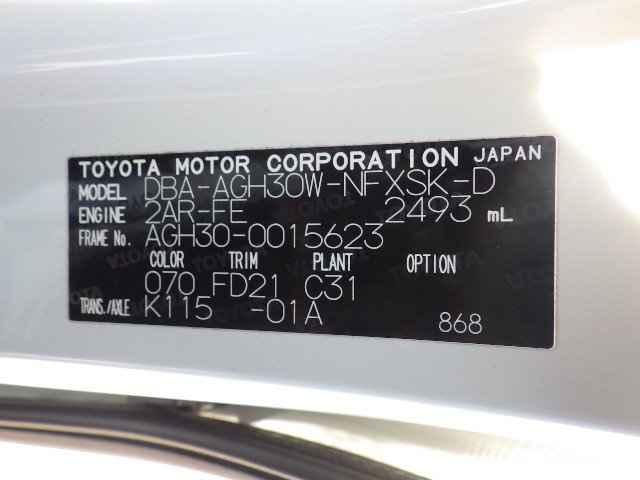 TOYOTA MOTOR CORPORATION JAPAN
MODEL DBA-AGH30W-NFXSK-D
ENGINE 2AR-FE 2493 mL
FRAME No. AGH30-0015623
COLOR TRIM PLANT OPTION
070 FD21 C31
TRANS./AXLE K115 -01A
868